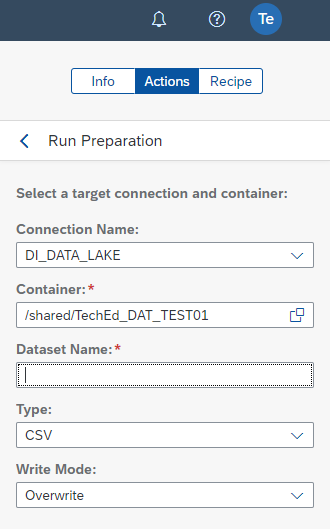 Te
Info Actions Recipe
Run Preparation
Select a target connection and container:
Connection Name:
DI_DATA_LAKE
Container:*
/shared/TechEd_DAT_TEST01
Dataset Name:*
Type:
CSV
Write Mode:
Overwrite